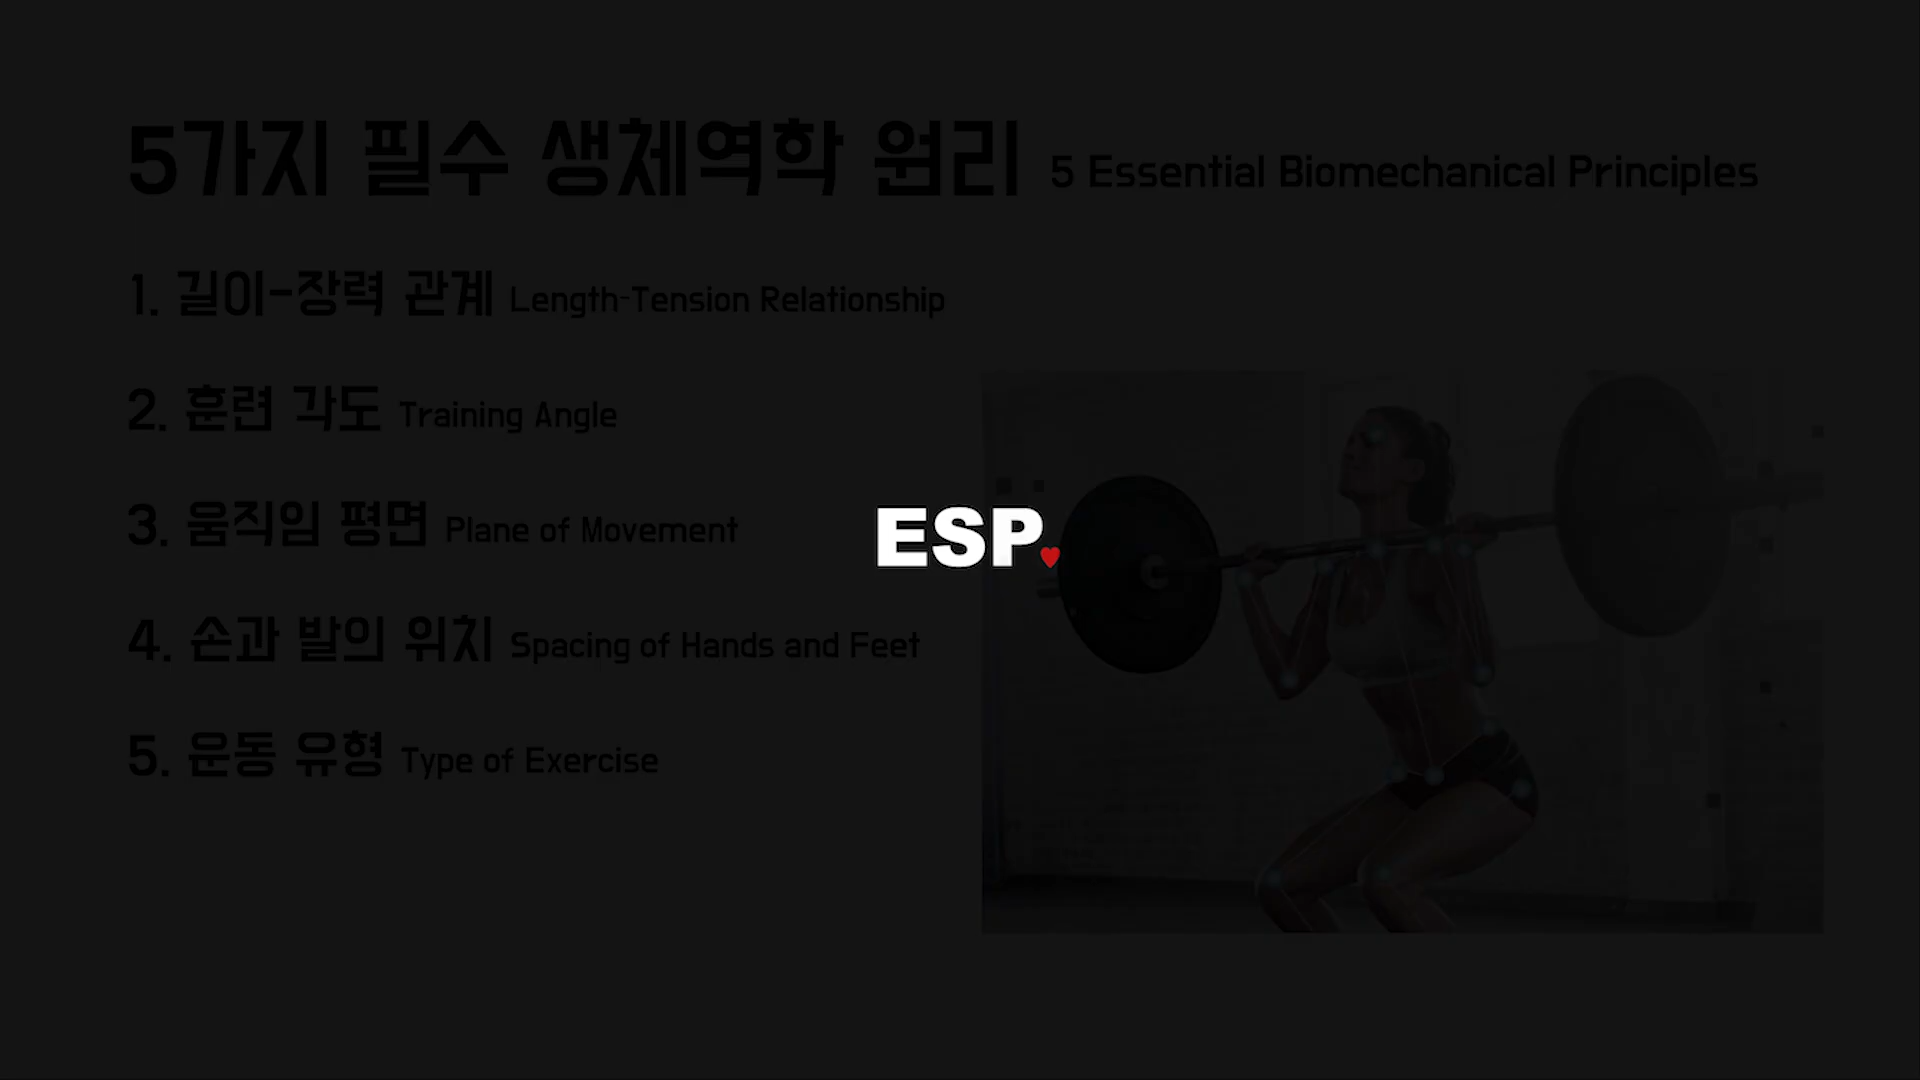 5가지 필수 생체역학 원리 5 Essential Biomechanical Principles
1. 길이-장력 관계 Length-Tension Relationship
2. 훈련 각도 Training Angle
3. 움직임 평면 Plane of Movement
4. 손과 발의 위치 Spacing of Hands and Feet
5. 운동 유형 Type of Exercise
ESP.